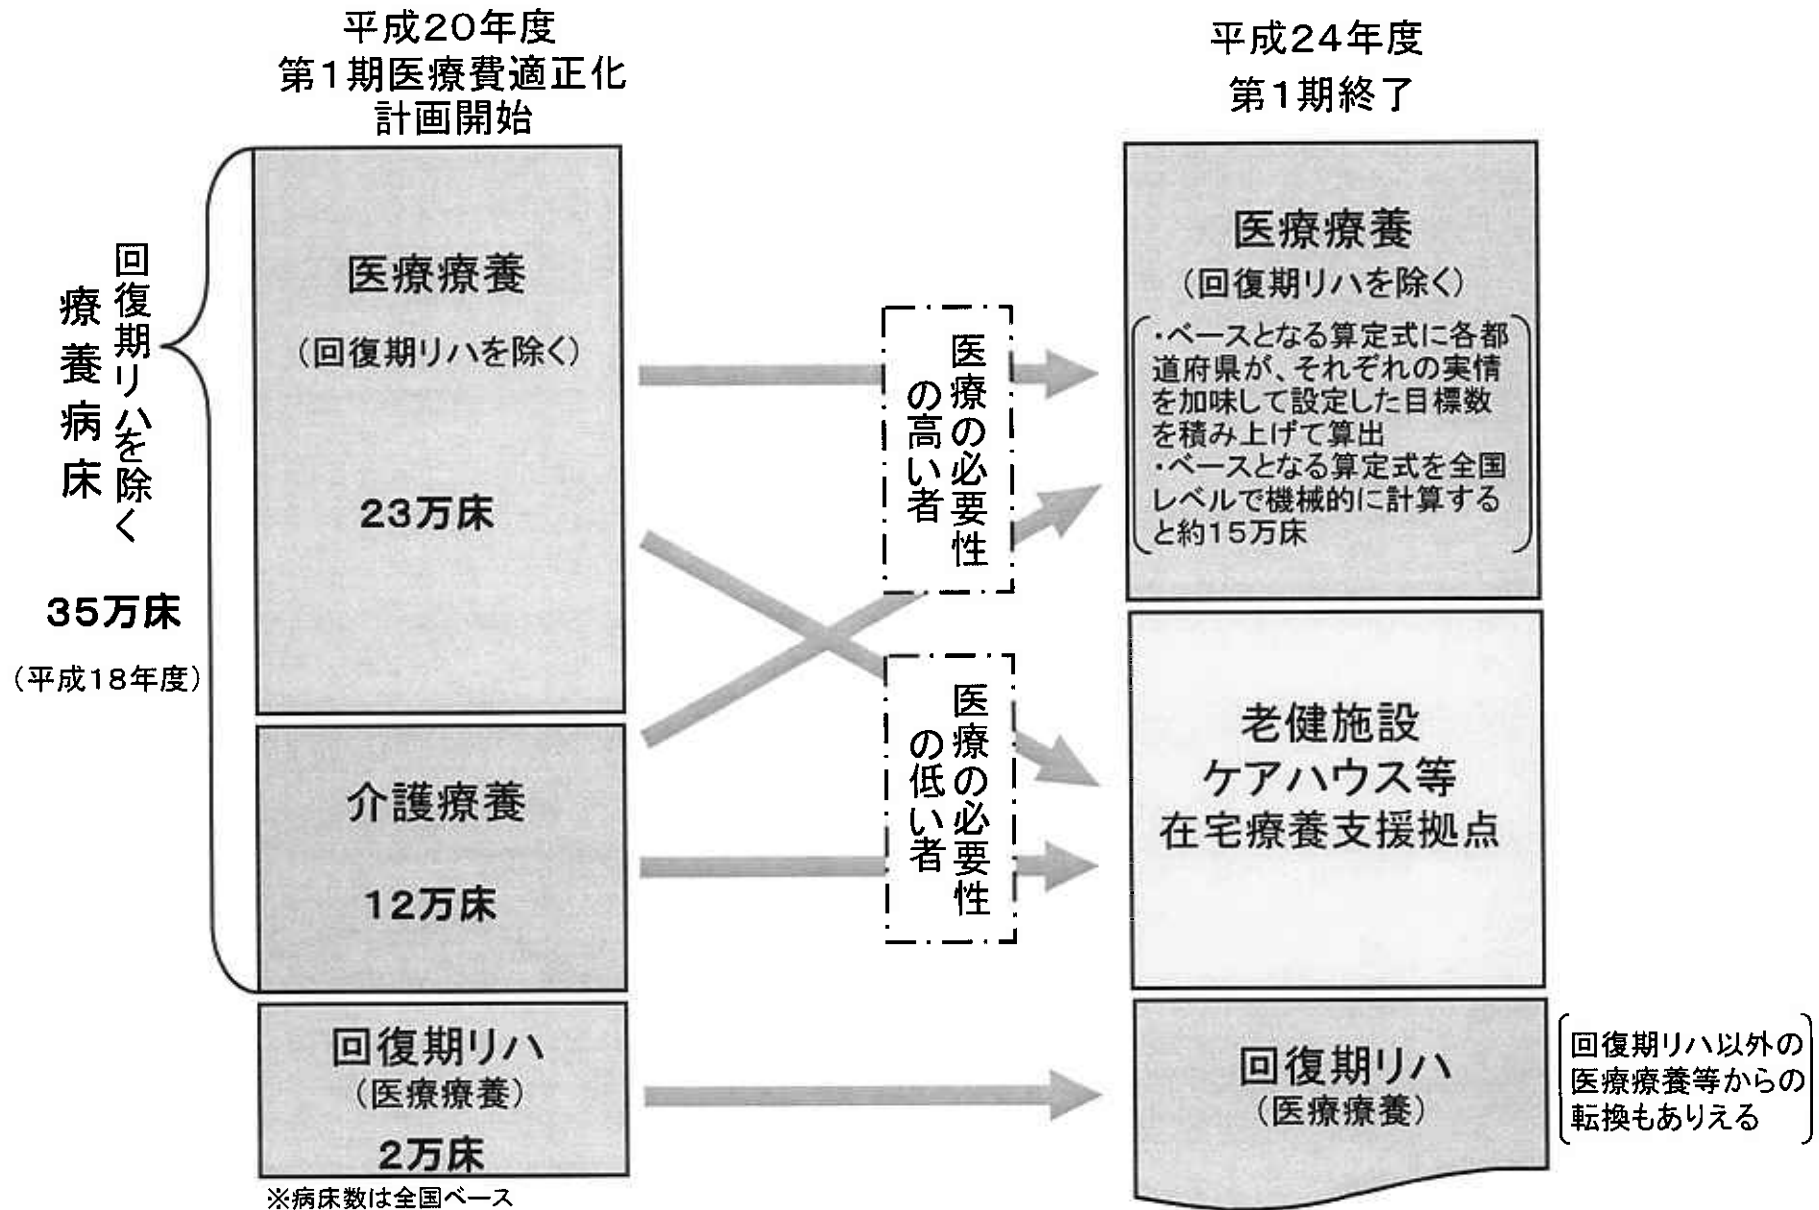 平成20年度
第1期医療費適正化
計画開始
平成24年度
第1期終了
回復期リハを除く
療養病床
35万床
(平成18年度)
医療療養
(回復期リハを除く)
23万床
介護療養
12万床
回復期リハ
(医療療養)
2万床
※病床数は全国ベース
医療の必要性
の高い者
医療の必要性
の低い者
医療療養
(回復期リハを除く)
・ベースとなる算定式に各都
道府県が、それぞれの実情
を加味して設定した目標数
を積み上げて算出
・ベースとなる算定式を全国
レベルで機械的に計算する
と約15万床
老健施設
ケアハウス等
在宅療養支援拠点
回復期リハ
(医療療養)
回復期リハ以外の
医療療養等からの
転換もありえる